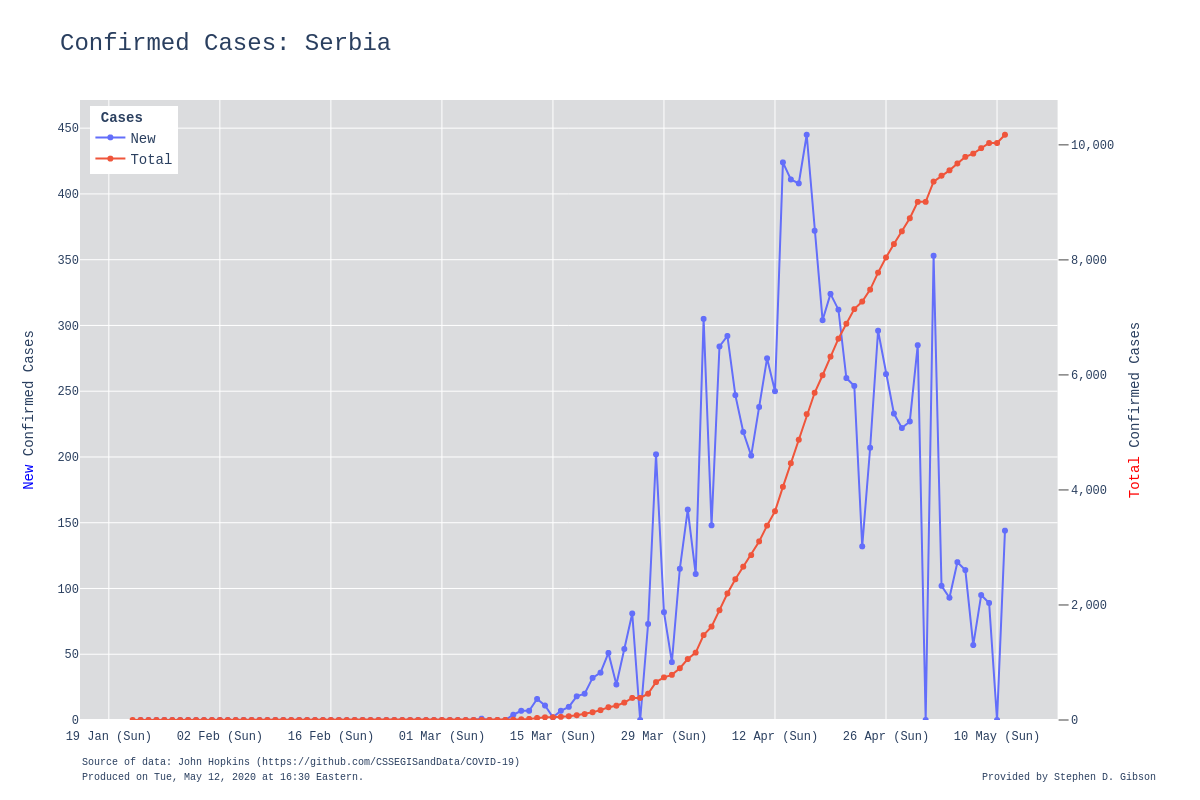 Confirmed Cases: Serbia
Cases
New
Total
450
400
350
300
250
200
150
100
50
0
10,000
8,000
6,000
4,000
2,000
0
New Confirmed Cases
Total Confirmed Cases
19 Jan (Sun) 02 Feb (Sun) 16 Feb (Sun) 01 Mar (Sun) 15 Mar (Sun) 29 Mar (Sun) 12 Apr (Sun) 26 Apr (Sun) 10 May (Sun)
Source of data: John Hopkins (https://github.com/CSSEGISandData/COVID-19)
Produced on Tue, May 12, 2020 at 16:30 Eastern.
Provided by Stephen D. Gibson